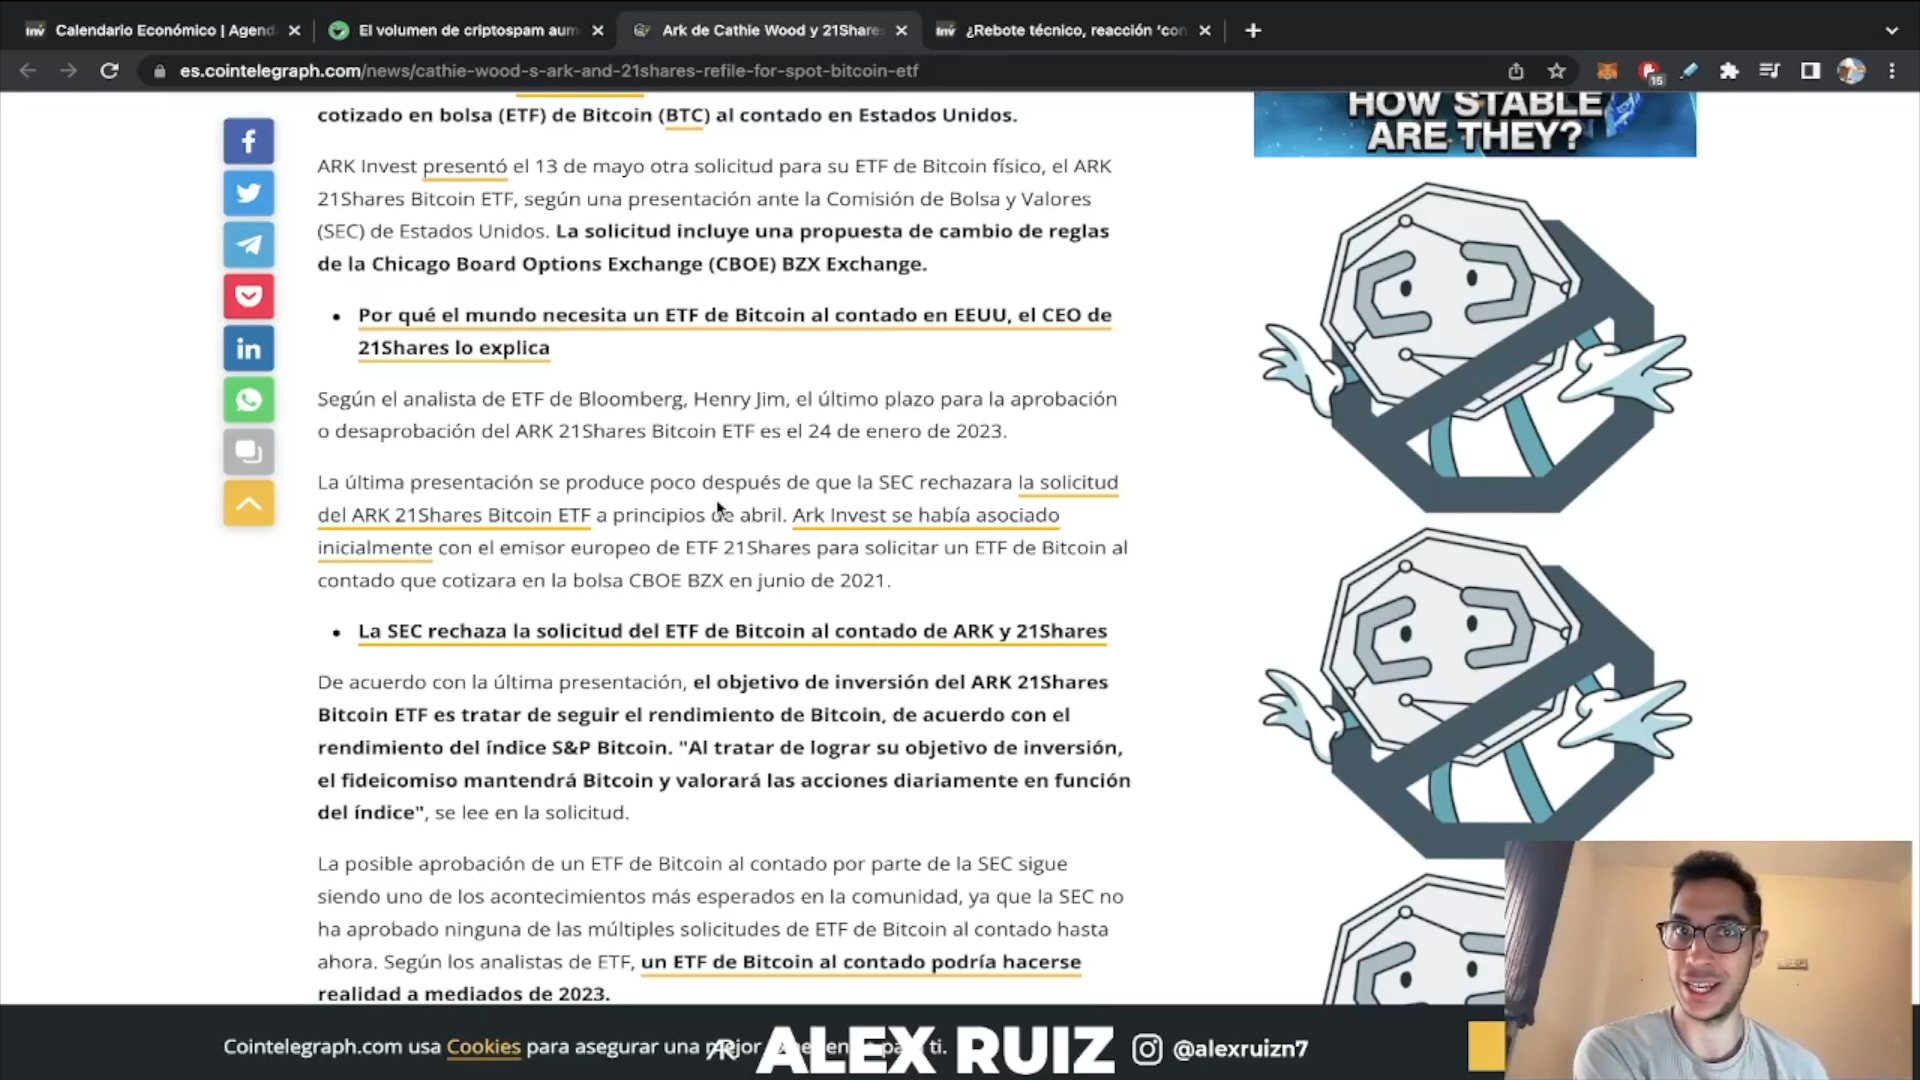 Calendario Económico | Agend
El volumen de criptospam aum
Ark de Cathie Wood y 21Share
¿Rebote técnico, reacción 'con
es.cointelegraph.com/news/cathie-wood-s-ark-and-21shares-refile-for-spot-bitcoin-etf
15
HOW STABLE
ARE THEY?
cotizado en bolsa (ETF) de Bitcoin (BTC) al contado en Estados Unidos.
ARK Invest presentó el 13 de mayo otra solicitud para su ETF de Bitcoin físico, el ARK
21Shares Bitcoin ETF, según una presentación ante la Comisión de Bolsa y Valores
(SEC) de Estados Unidos. La solicitud incluye una propuesta de cambio de reglas
de la Chicago Board Options Exchange (CBOE) BZX Exchange.
• Por qué el mundo necesita un ETF de Bitcoin al contado en EEUU, el CEO de
21Shares lo explica
Según el analista de ETF de Bloomberg, Henry Jim, el último plazo para la aprobación
o desaprobación del ARK 21Shares Bitcoin ETF es el 24 de enero de 2023.
La última presentación se produce poco después de que la SEC rechazara la solicitud
del ARK 21Shares Bitcoin ETF a principios de abril. Ark Invest se había asociado
inicialmente con el emisor europeo de ETF 21Shares para solicitar un ETF de Bitcoin al
contado que cotizara en la bolsa CBOE BZX en junio de 2021.
• La SEC rechaza la solicitud del ETF de Bitcoin al contado de ARK y 21Shares
De acuerdo con la última presentación, el objetivo de inversión del ARK 21Shares
Bitcoin ETF es tratar de seguir el rendimiento de Bitcoin, de acuerdo con el
rendimiento del índice S&P Bitcoin. "Al tratar de lograr su objetivo de inversión,
el fideicomiso mantendrá Bitcoin y valorará las acciones diariamente en función
del índice", se lee en la solicitud.
La posible aprobación de un ETF de Bitcoin al contado por parte de la SEC sigue
siendo uno de los acontecimientos más esperados en la comunidad, ya que la SEC no
ha aprobado ninguna de las múltiples solicitudes de ETF de Bitcoin al contado hasta
ahora. Según los analistas de ETF, un ETF de Bitcoin al contado podría hacerse
realidad a mediados de 2023.
Cointelegraph.com usa Cookies para asegurar una ti.
ALEX RUIZ @alexruizn7